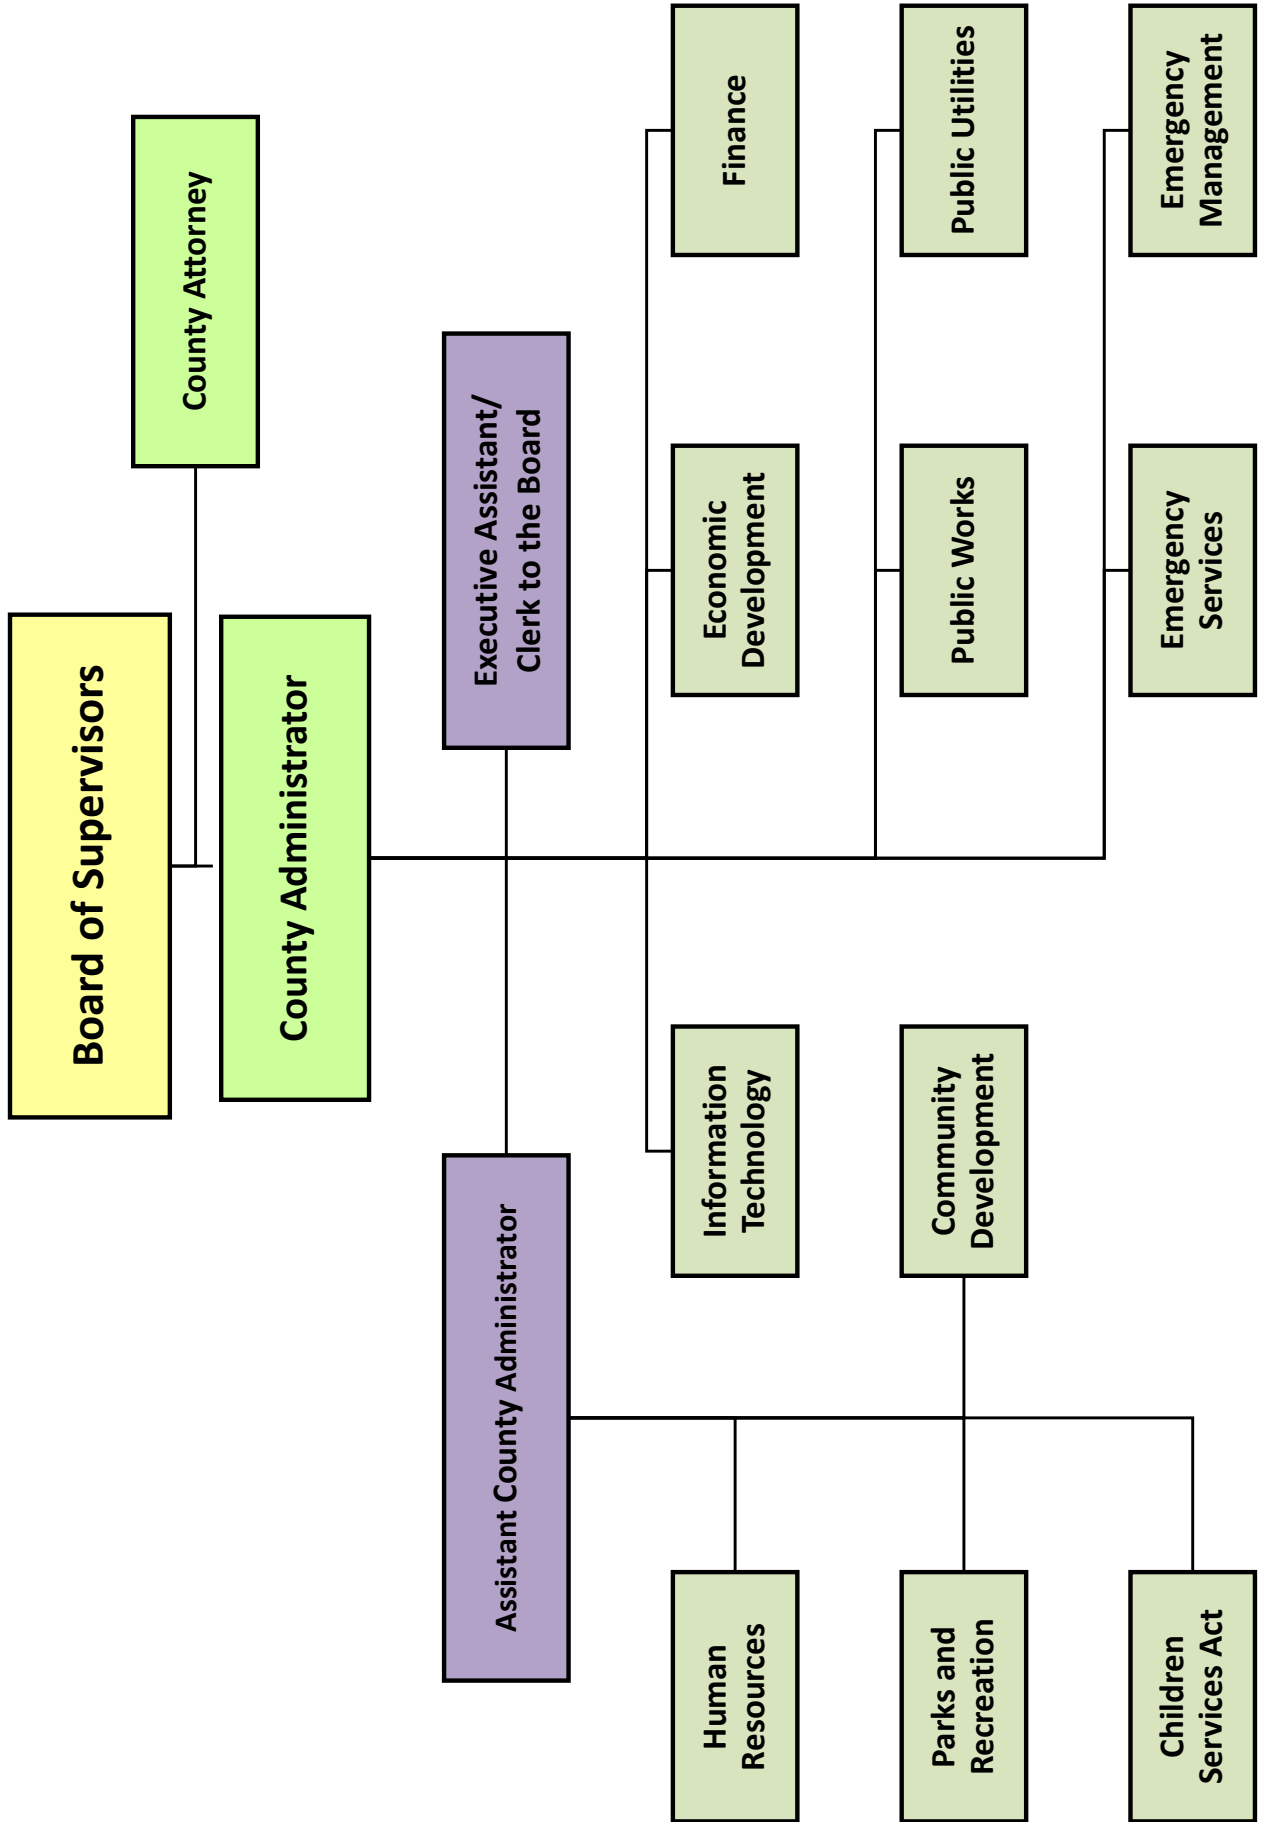 Board of Supervisors
County Attorney
County Administrator
Assistant County Administrator
Executive Assistant/
Clerk to the Board
Human
Resources
Information
Technology
Economic
Development
Finance
Parks and
Recreation
Community
Development
Public Works
Public Utilities
Children
Services Act
Emergency
Services
Emergency
Management